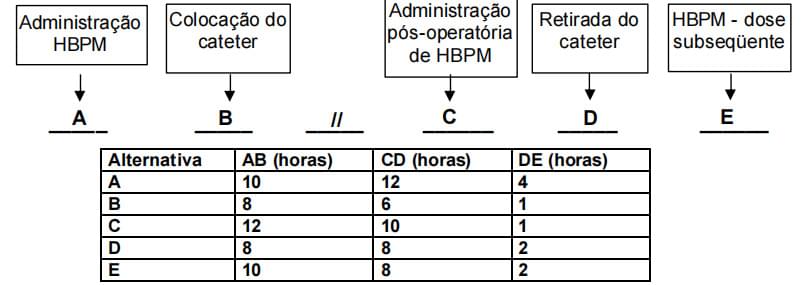 Administração HBPM
Colocação do cateter
Administração pós-operatória de HBPM
Retirada do cateter
HBPM - dose subseqüente
A B // C D E
Alternativa AB (horas) CD (horas) DE (horas)
A 10 12 4
B 8 6 1
C 12 10 1
D 8 8 2
E 10 8 2